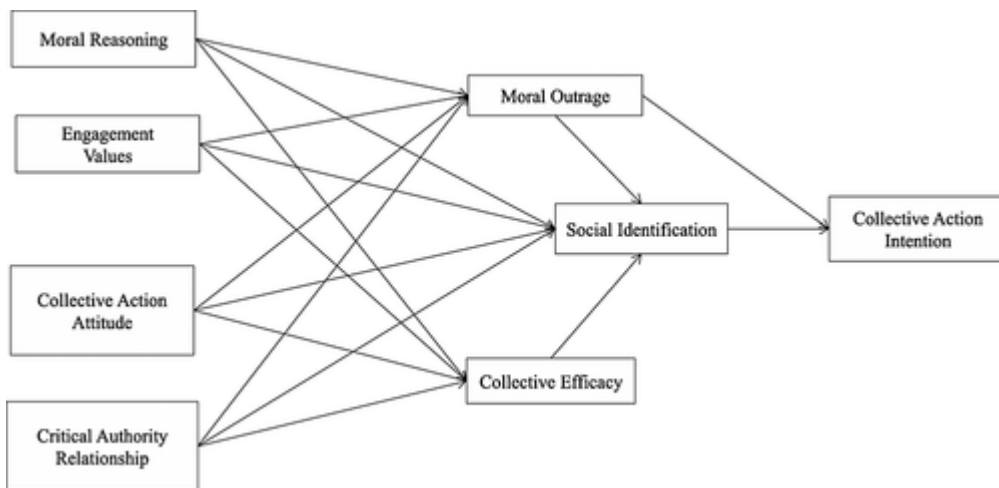 Moral Reasoning
Engagement
Values
Collective Action
Attitude
Critical Authority
Relationship
Moral Outrage
Social Identification
Collective Efficacy
Collective Action
Intention